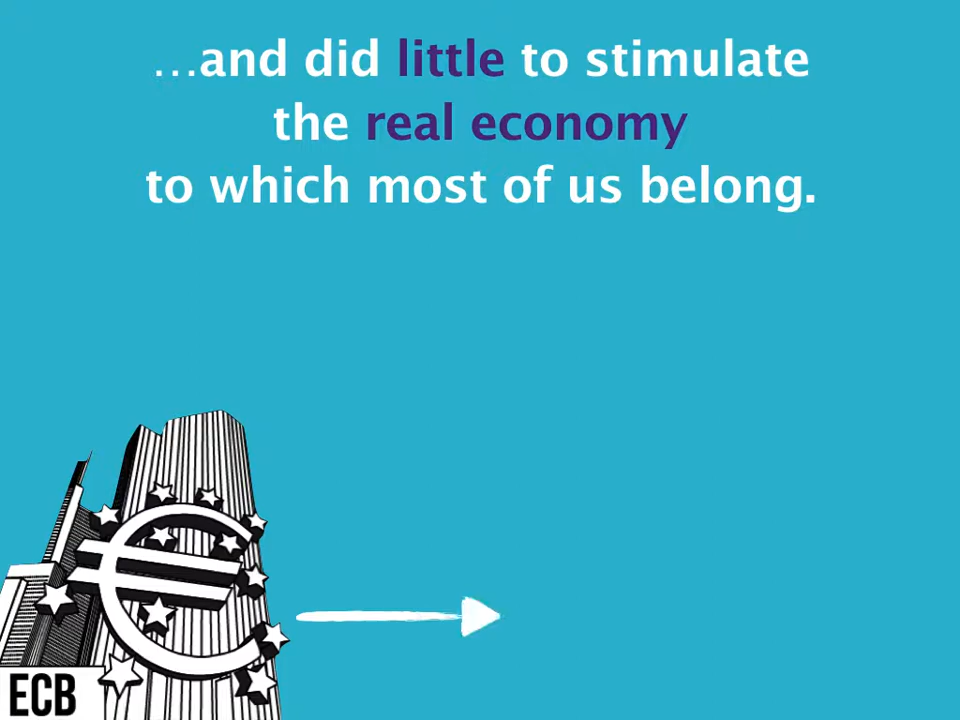 …and did little to stimulate
the real economy
to which most of us belong.
ECB